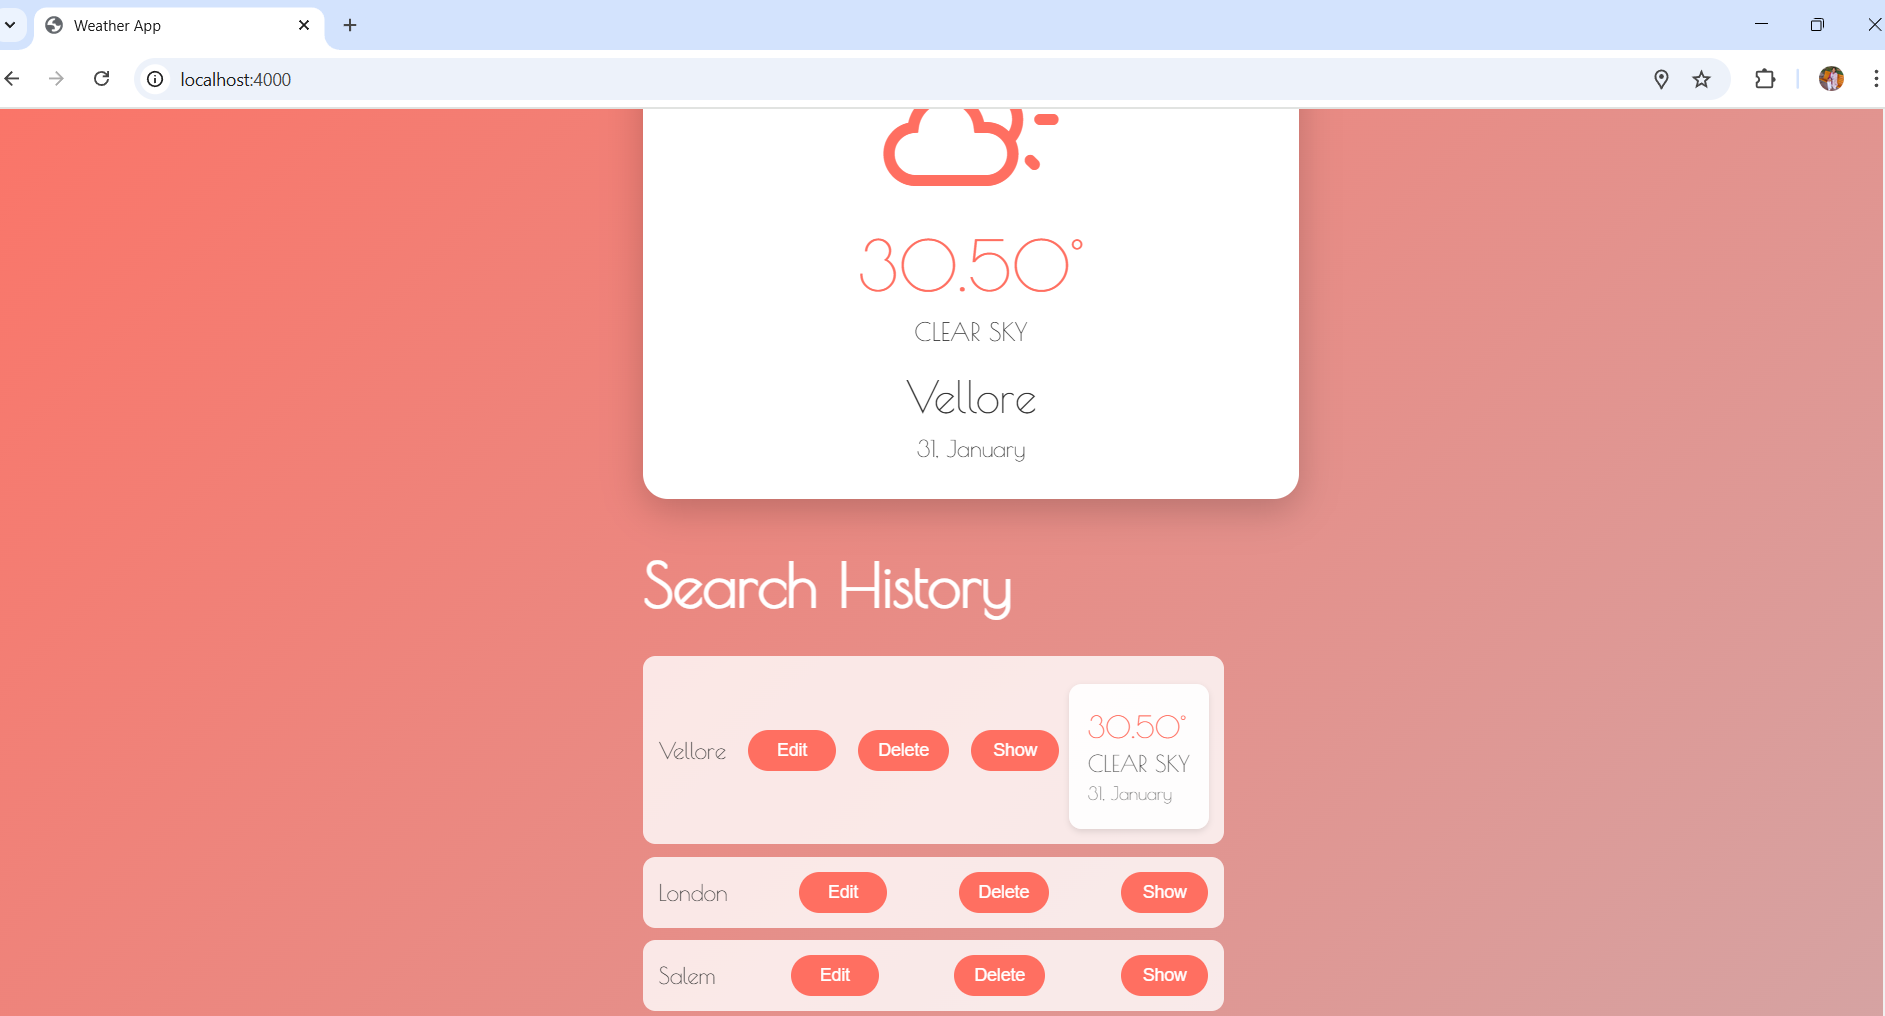 Weather App
localhost:4000
30.50°
CLEAR SKY
Vellore
31, January
Search History
Vellore Edit Delete Show
30.50°
CLEAR SKY
31, January
London Edit Delete Show
Salem Edit Delete Show